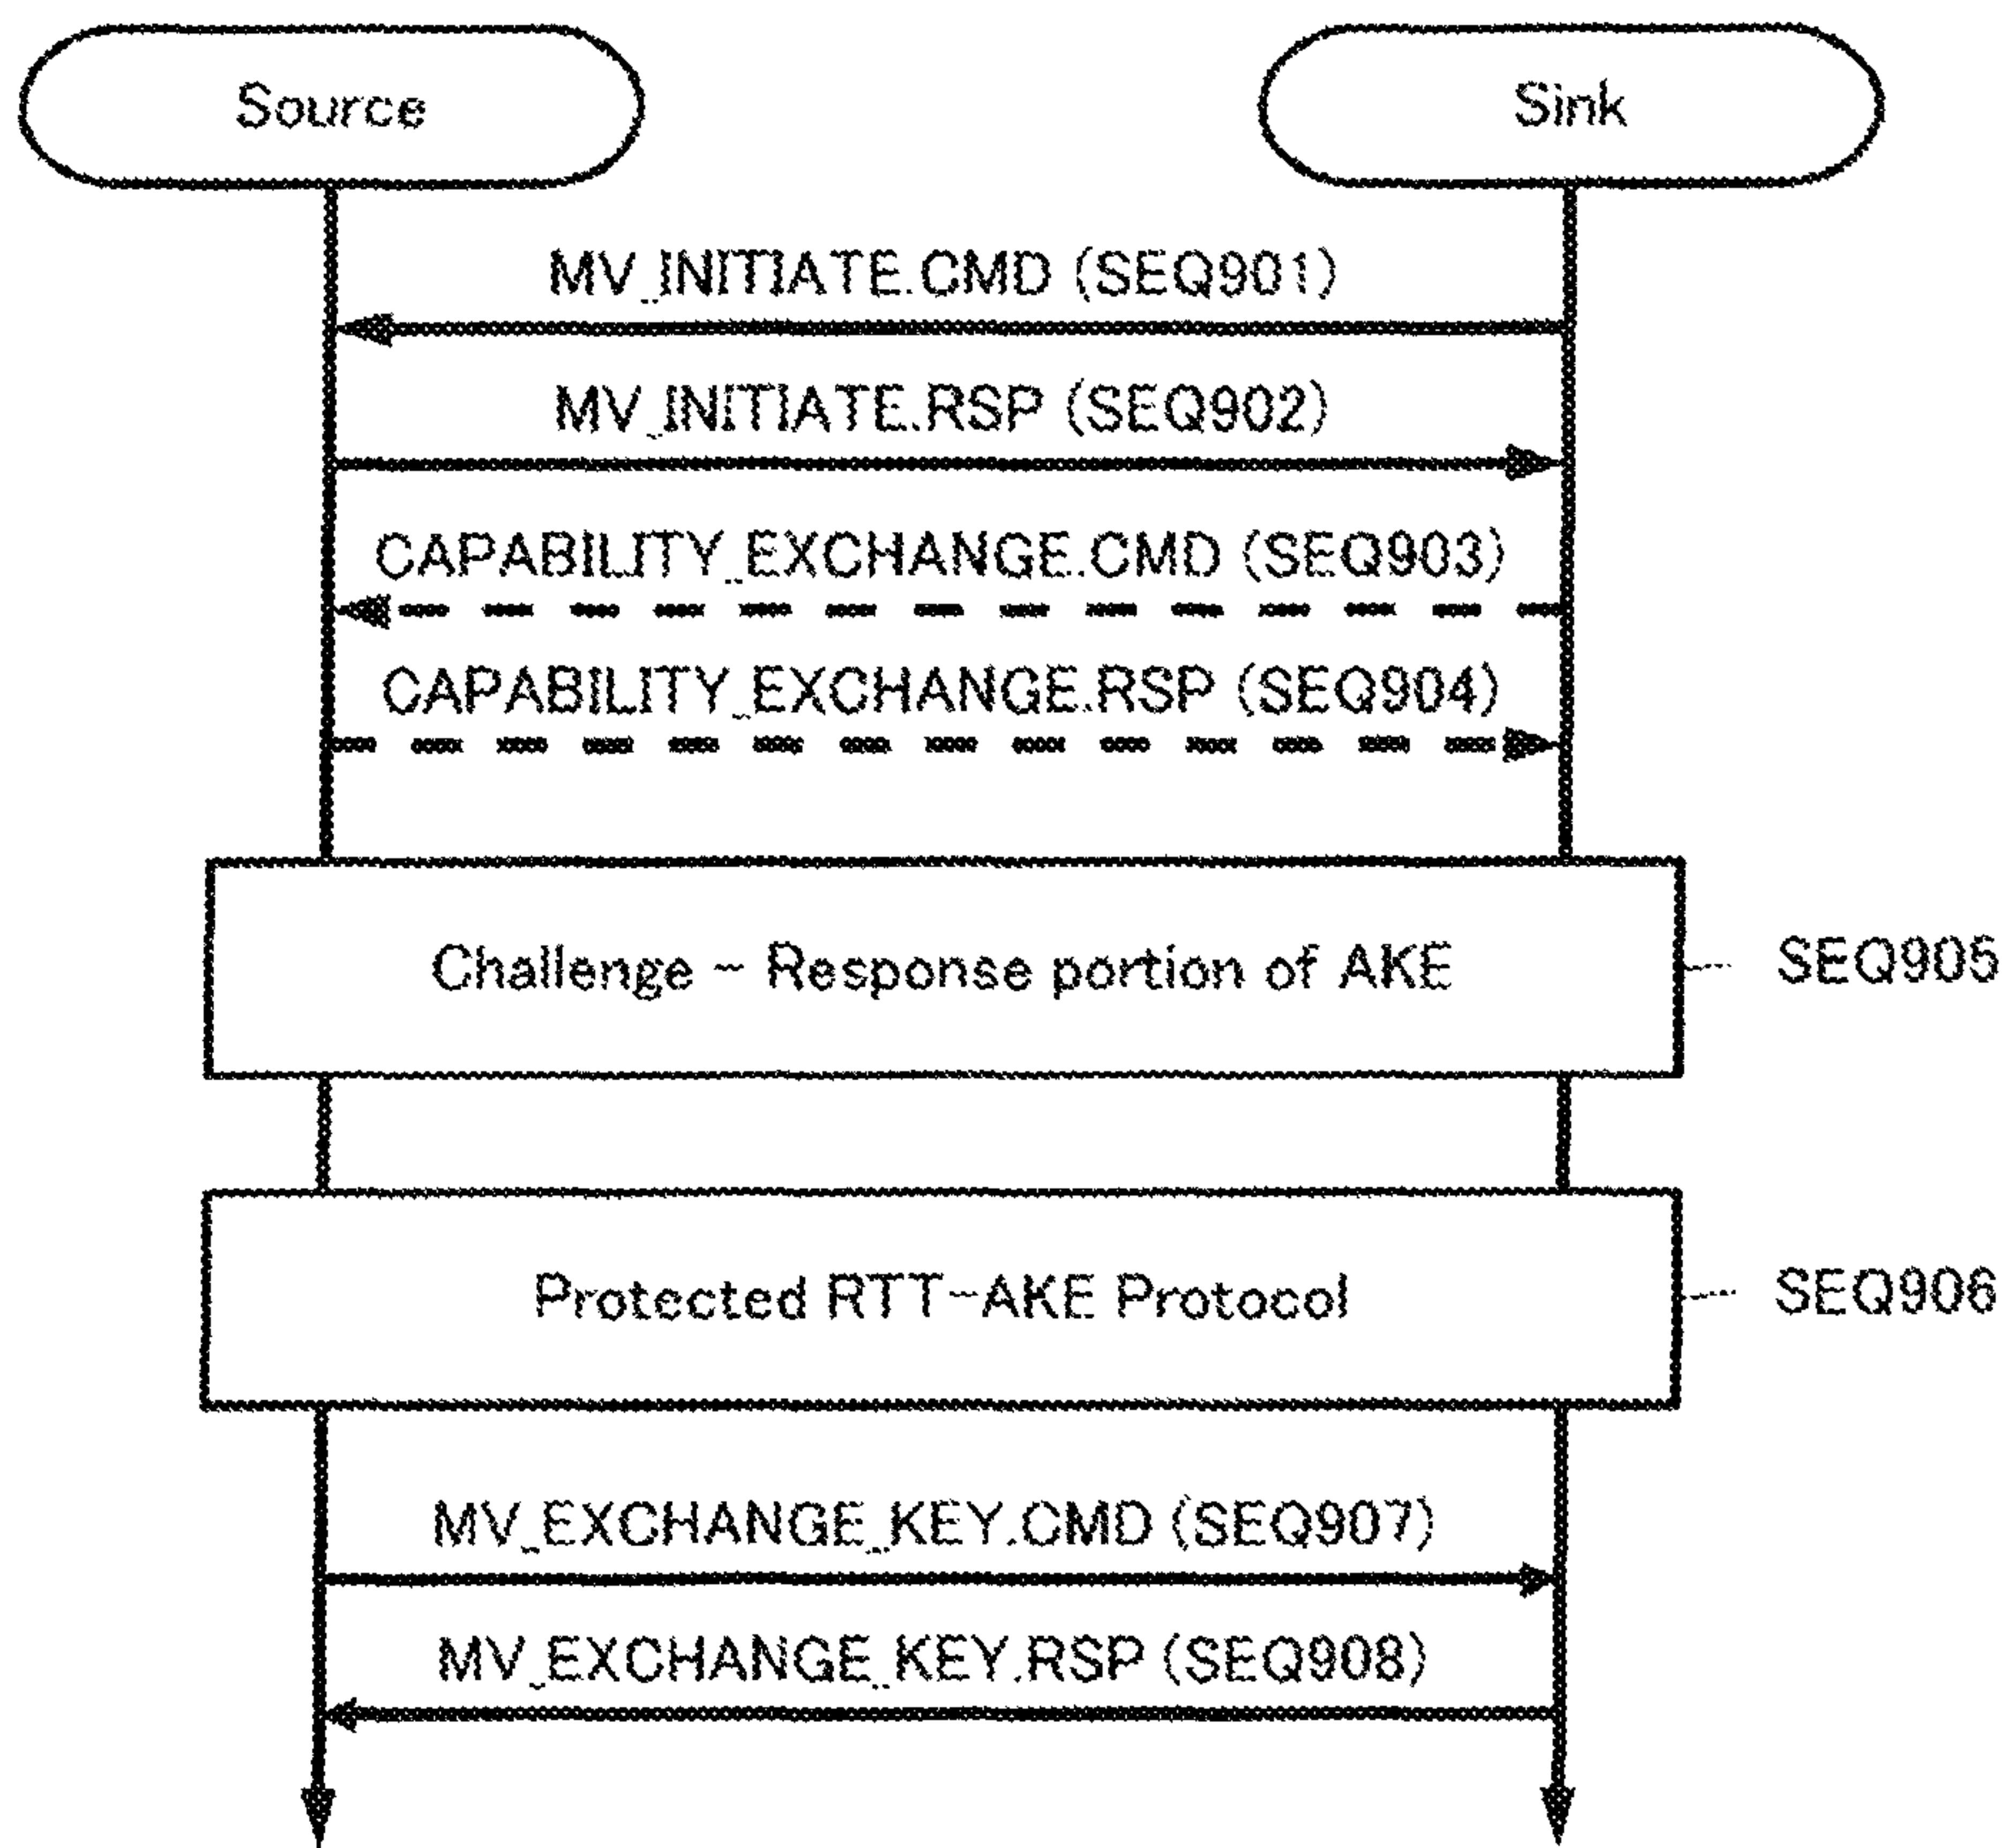 Source
Sink
MV_INITIATE.CMD (SEQ901)
MV_INITIATE.RSP (SEQ902)
CAPABILITY_EXCHANGE.CMD (SEQ903)
CAPABILITY_EXCHANGE.RSP (SEQ904)
Challenge - Response portion of AKE
SEQ905
Protected RTT-AKE Protocol
SEQ906
MV_EXCHANGE_KEY.CMD (SEQ907)
MV_EXCHANGE_KEY.RSP (SEQ908)